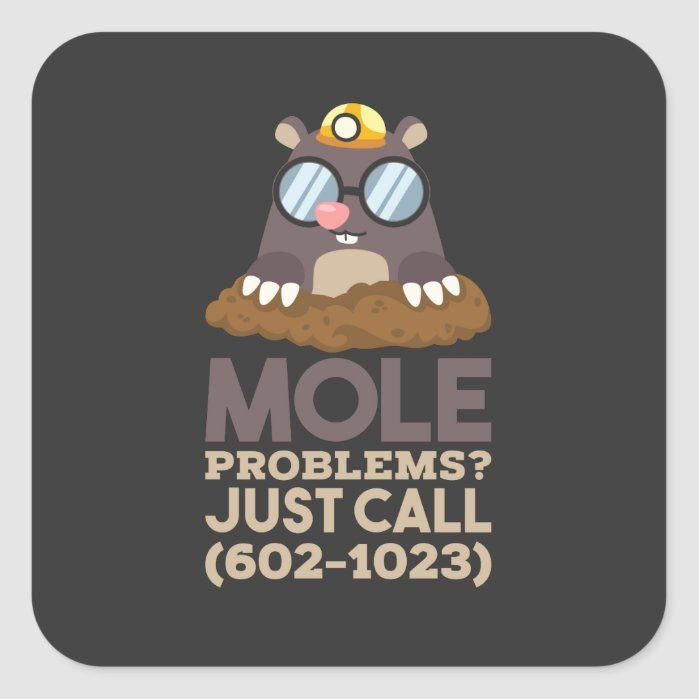 MOLE
PROBLEMS?
JUST CALL
(602-1023)